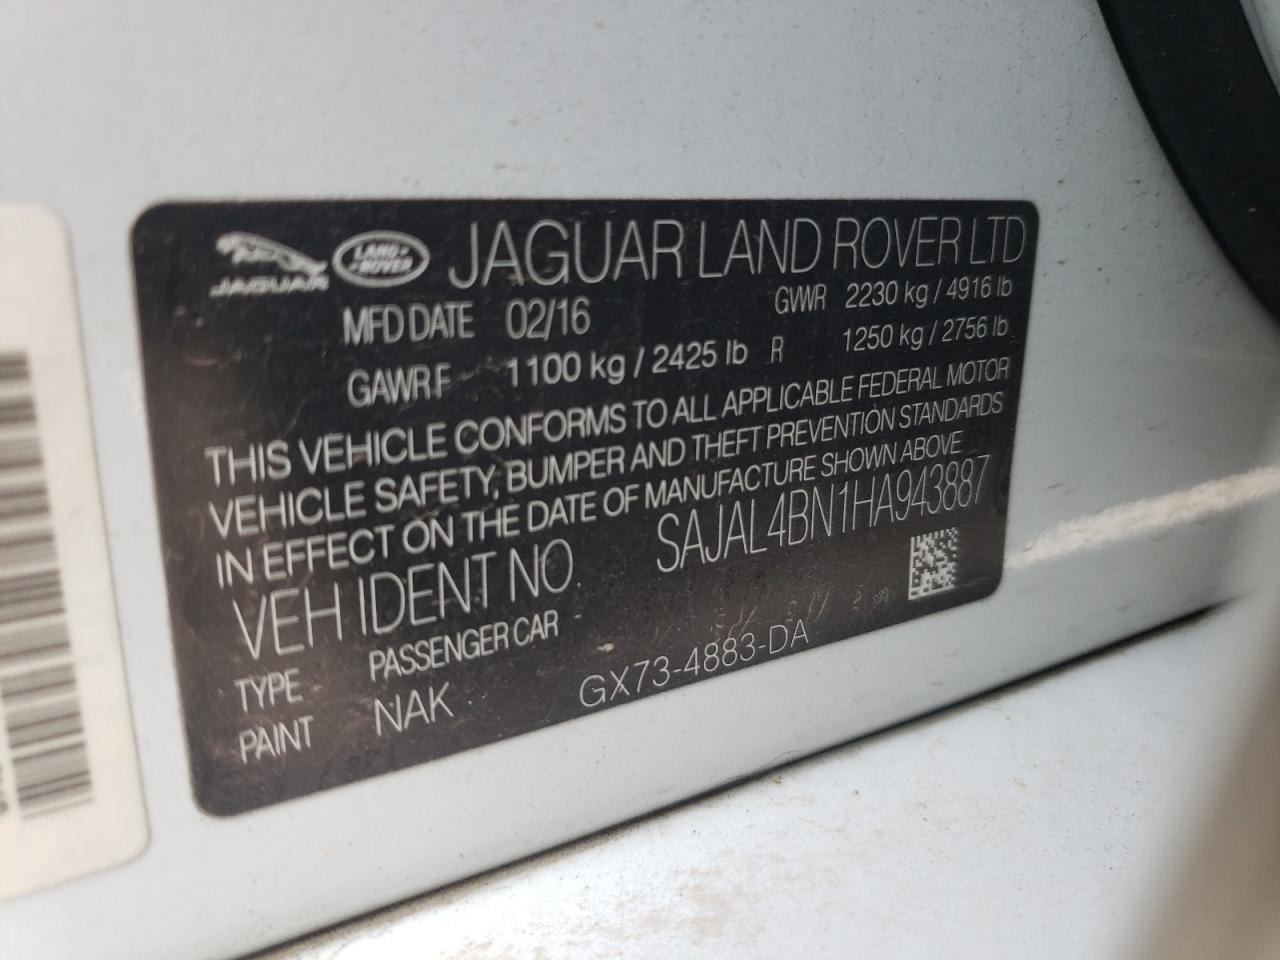 JAGUAR
LAND-
ROVER
JAGUAR LAND ROVER LTD
MFD DATE 02/16 GVWR 2230 kg / 4916 lb
GAWR.F 1100 kg / 2425 lb R 1250 kg / 2756 lb
THIS VEHICLE CONFORMS TO ALL APPLICABLE FEDERAL MOTOR
VEHICLE SAFETY, BUMPER AND THEFT PREVENTION STANDARDS
IN EFFECT ON THE DATE OF MANUFACTURE SHOWN ABOVE
VEH IDENT NO. SAJAL4BN1HA943887
TYPE PASSENGER CAR
PAINT NAK GX73-4883-DA